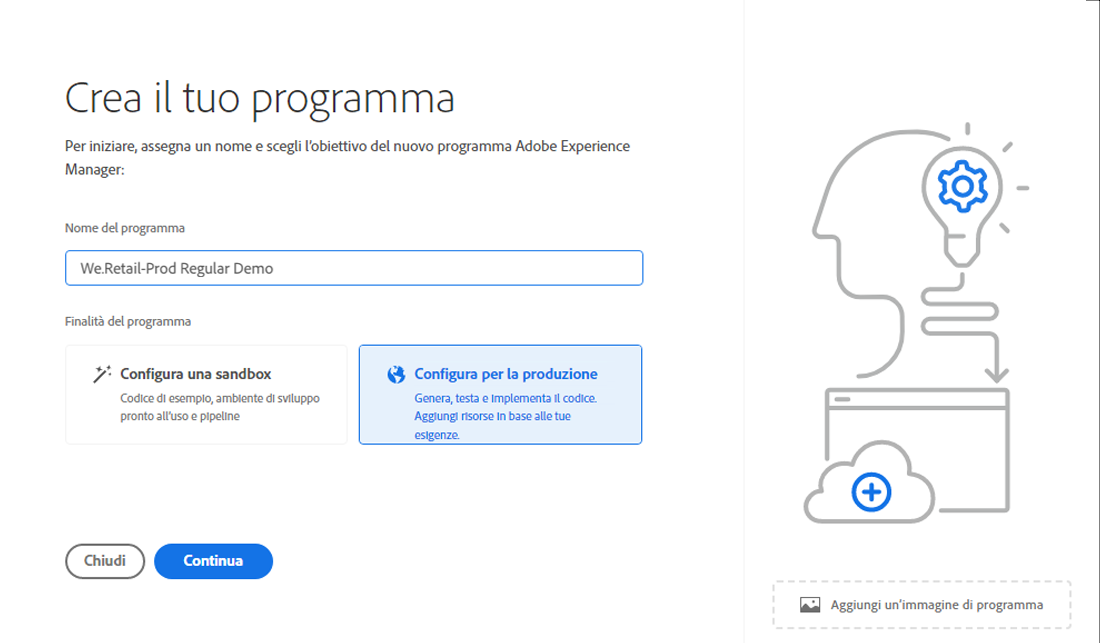 Crea il tuo programma
Per iniziare, assegna un nome e scegli l'obiettivo del nuovo programma Adobe Experience
Manager:
Nome del programma
We.Retail-Prod Regular Demo
Finalità del programma
Configura una sandbox
Codice di esempio, ambiente di sviluppo
pronto all'uso e pipeline
Configura per la produzione
Genera, testa e implementa il codice.
Aggiungi risorse in base alle tue
esigenze.
Chiudi
Continua
Aggiungi un'immagine di programma